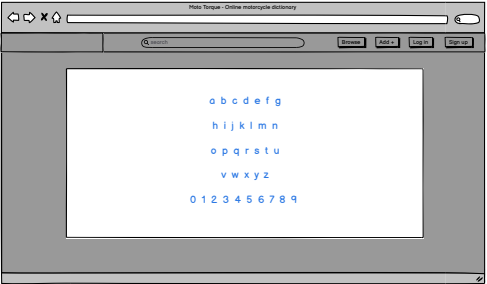 Moto Torque - Online motorcycle dictionary
search
Browse
Add +
Log in
Sign up
a b c d e f g
h i j k l m n
o p q r s t u
v w x y z
0 1 2 3 4 5 6 7 8 9